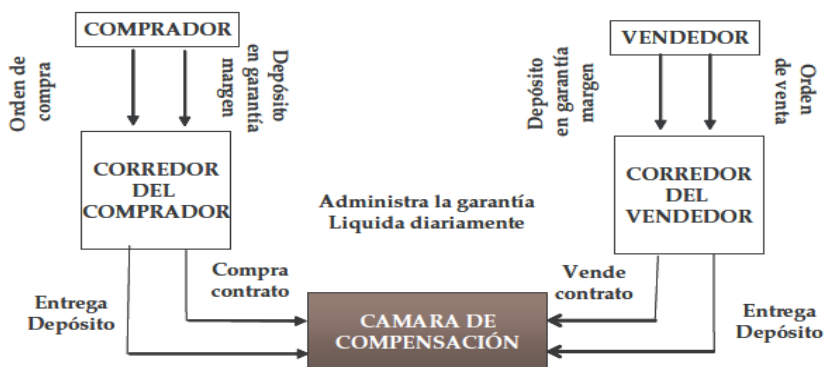 COMPRADOR
VENDEDOR
Orden de
compra
Depósito
en garantía
margen
Depósito
en garantía
margen
Orden
de venta
CORREDOR
DEL
COMPRADOR
CORREDOR
DEL
VENDEDOR
Administra la garantía
Liquida diariamente
Compra
contrato
Vende
contrato
Entrega
Depósito
CAMARA DE
COMPENSACIÓN
Entrega
Depósito